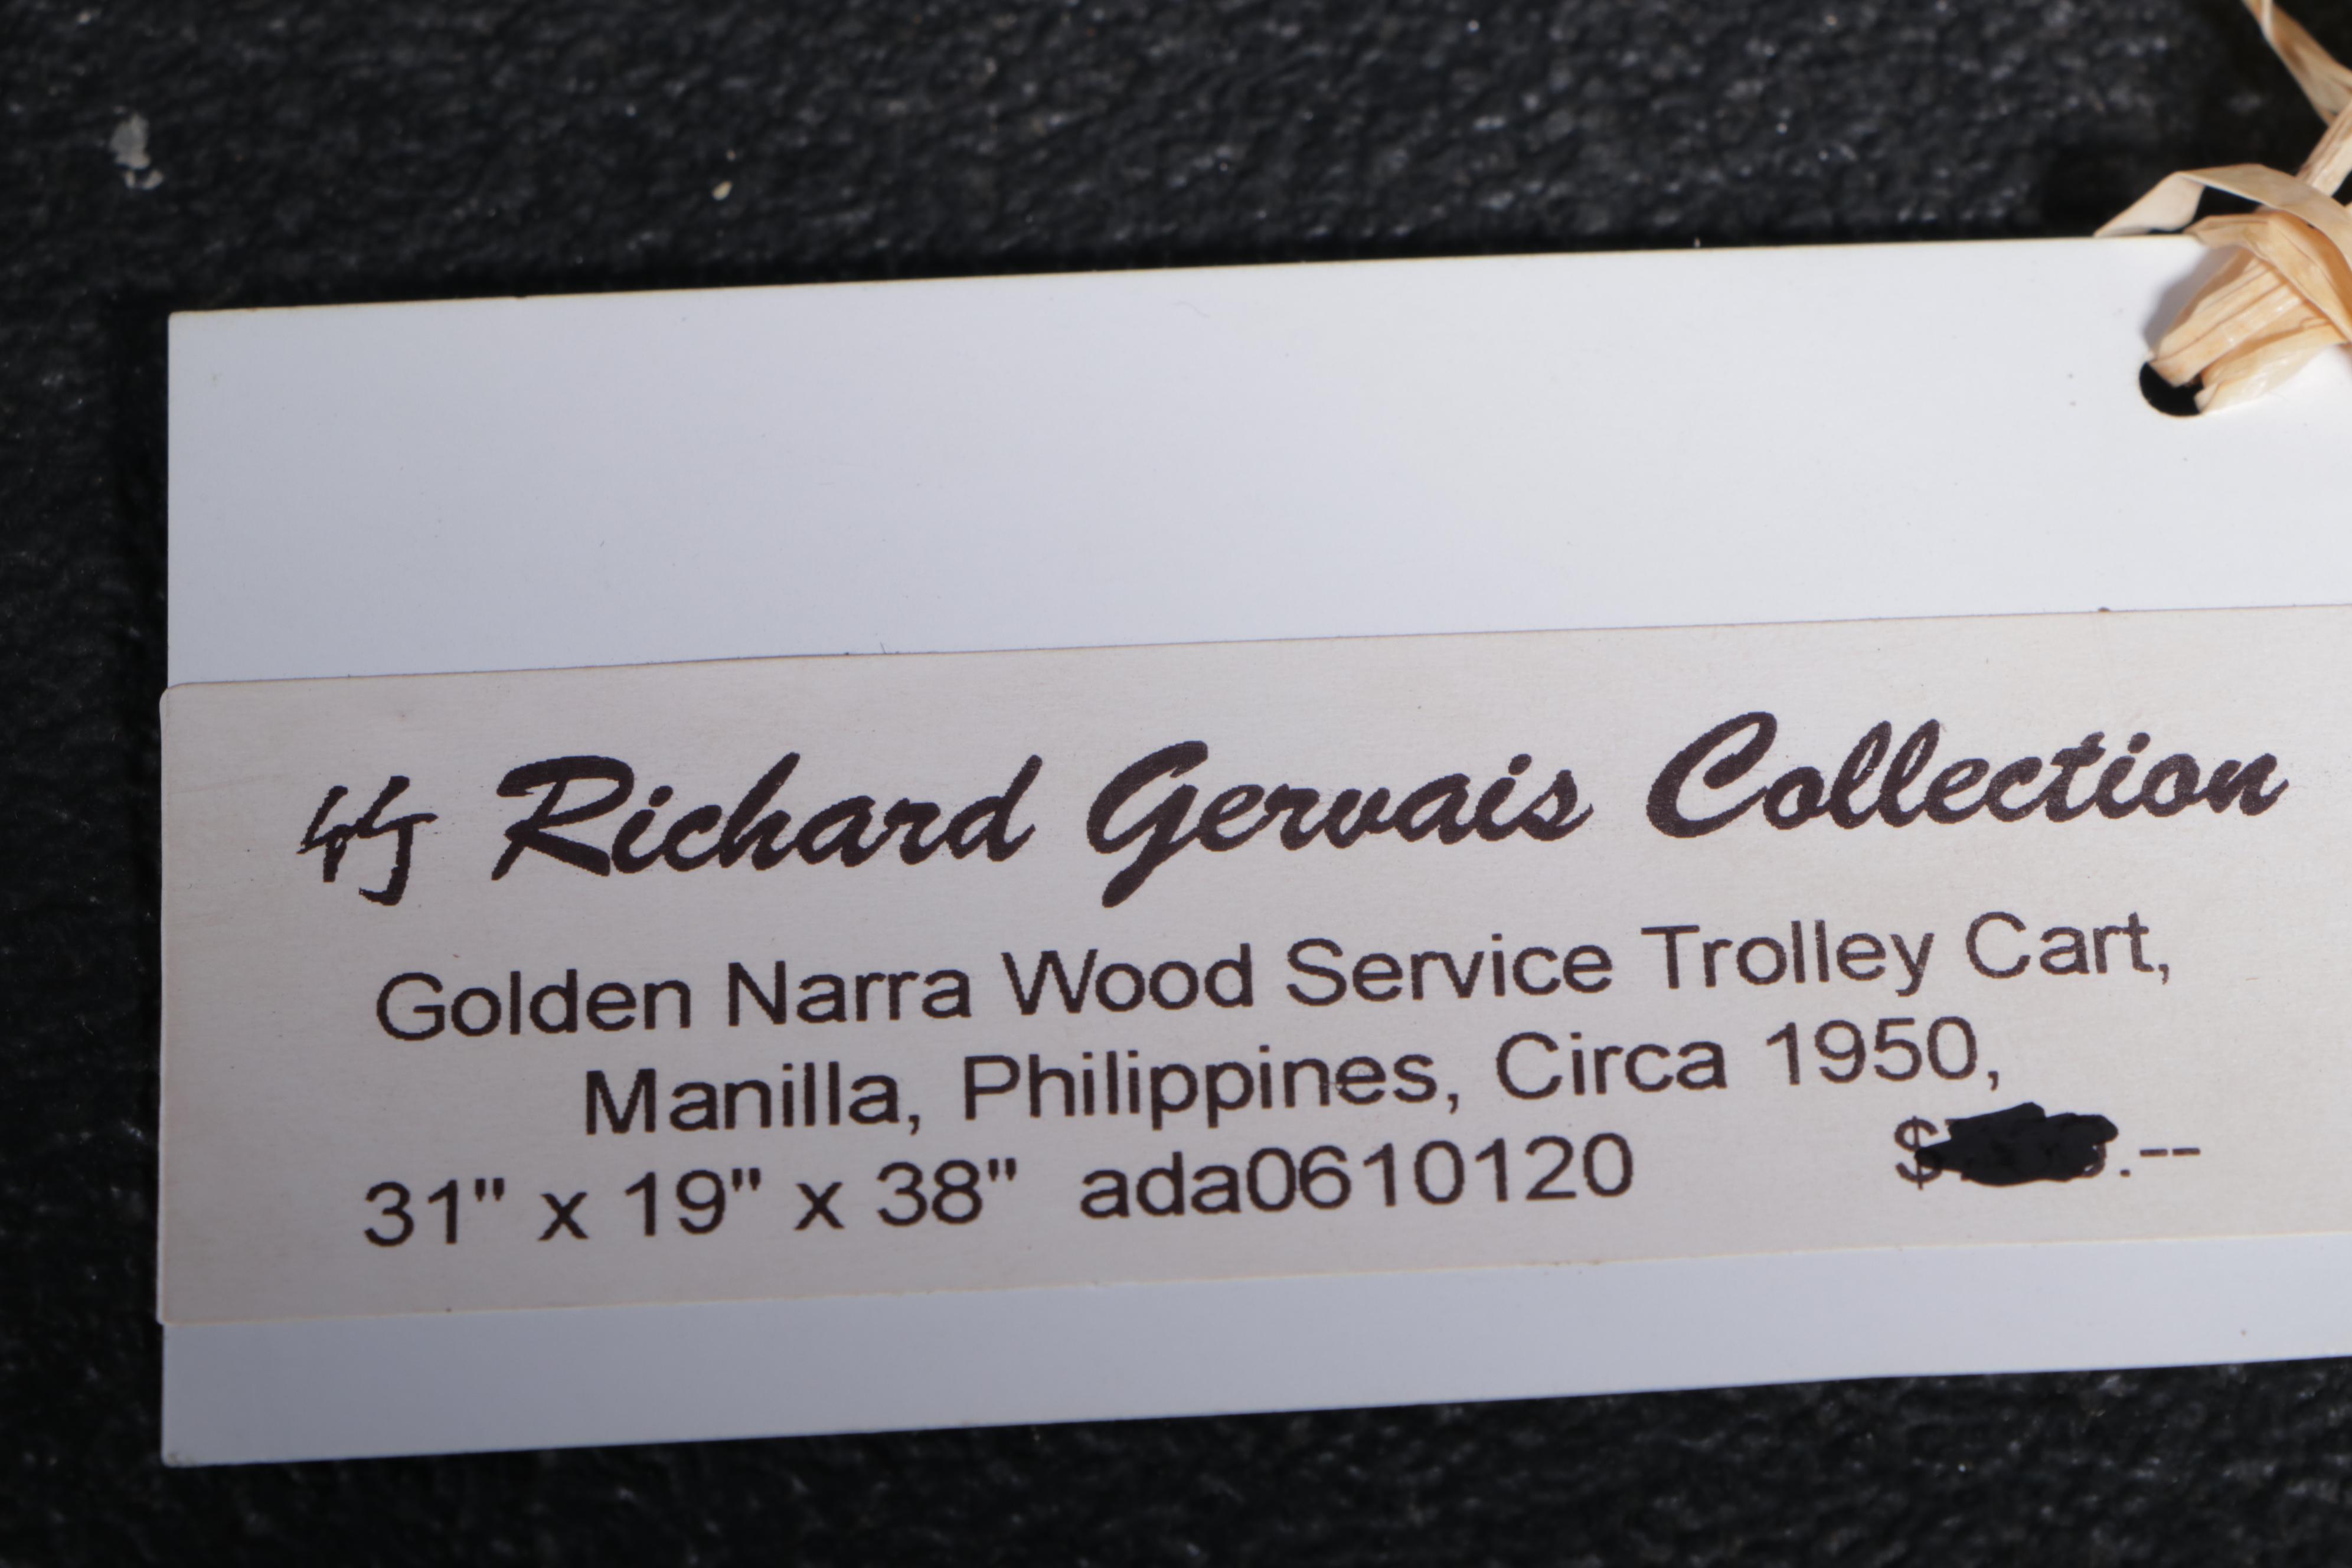 Richard Gervais Collection
Golden Narra Wood Service Trolley Cart,
Manilla, Philippines, Circa 1950,
31" x 19" x 38" ada0610120 $ .--